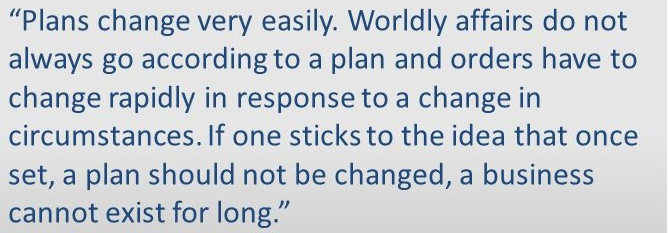 “Plans change very easily. Worldly affairs do not
always go according to a plan and orders have to
change rapidly in response to a change in
circumstances. If one sticks to the idea that once
set, a plan should not be changed, a business
cannot exist for long.”